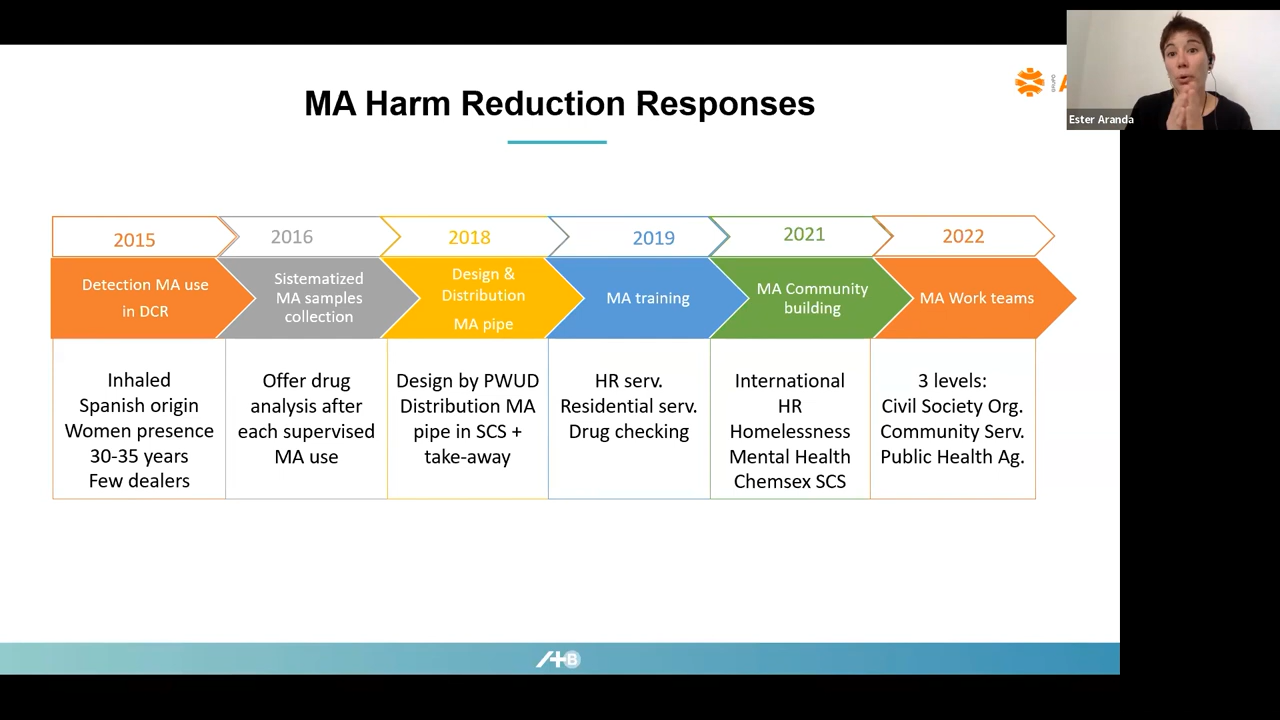 MA Harm Reduction Responses
GRUPO
A
Ester Aranda
2015
2016
2018
2019
2021
2022
Detection MA use
in DCR
Sistematized
MA samples
collection
Design &
Distribution
MA pipe
MA training
MA Community
building
MA Work teams
Inhaled
Spanish origin
Women presence
30-35 years
Few dealers
Offer drug
analysis after
each supervised
MA use
Design by PWUD
Distribution MA
pipe in SCS +
take-away
HR serv.
Residential serv.
Drug checking
International
HR
Homelessness
Mental Health
Chemsex SCS
3 levels:
Civil Society Org.
Community Serv.
Public Health Ag.
A+B